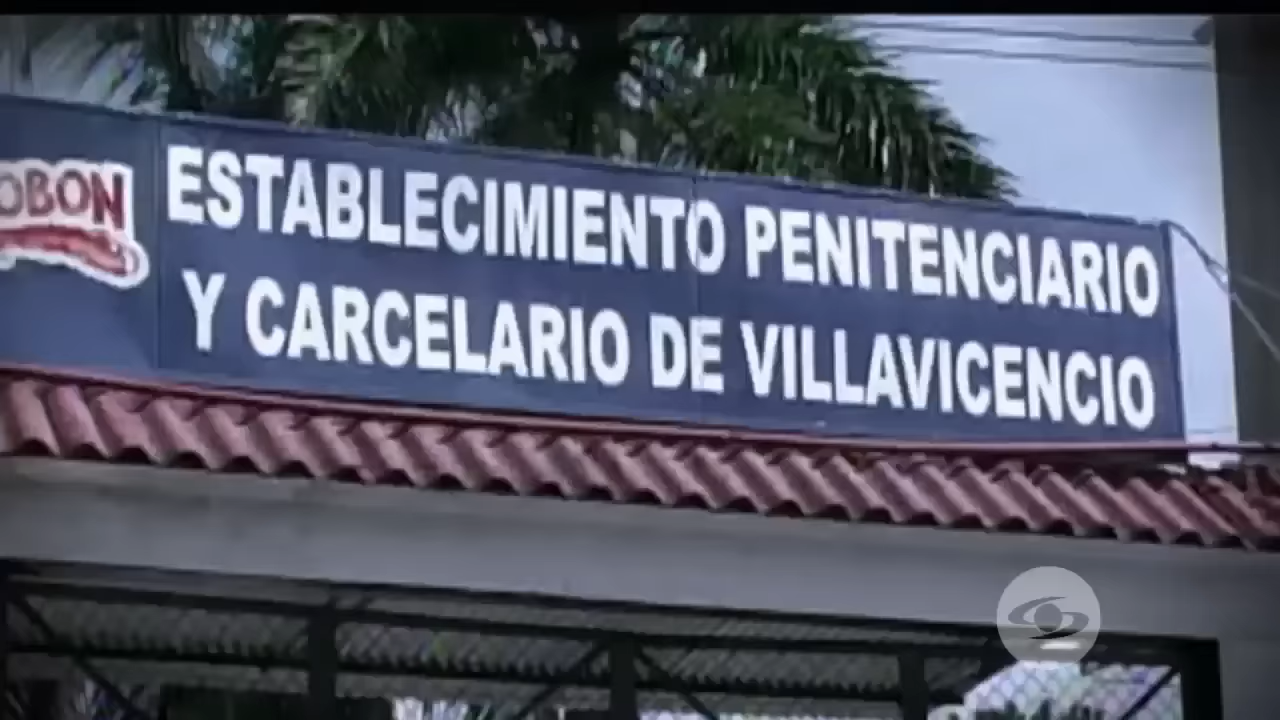 OBON
ESTABLECIMIENTO PENITENCIARIO
Y CARCELARIO DE VILLAVICENCIO